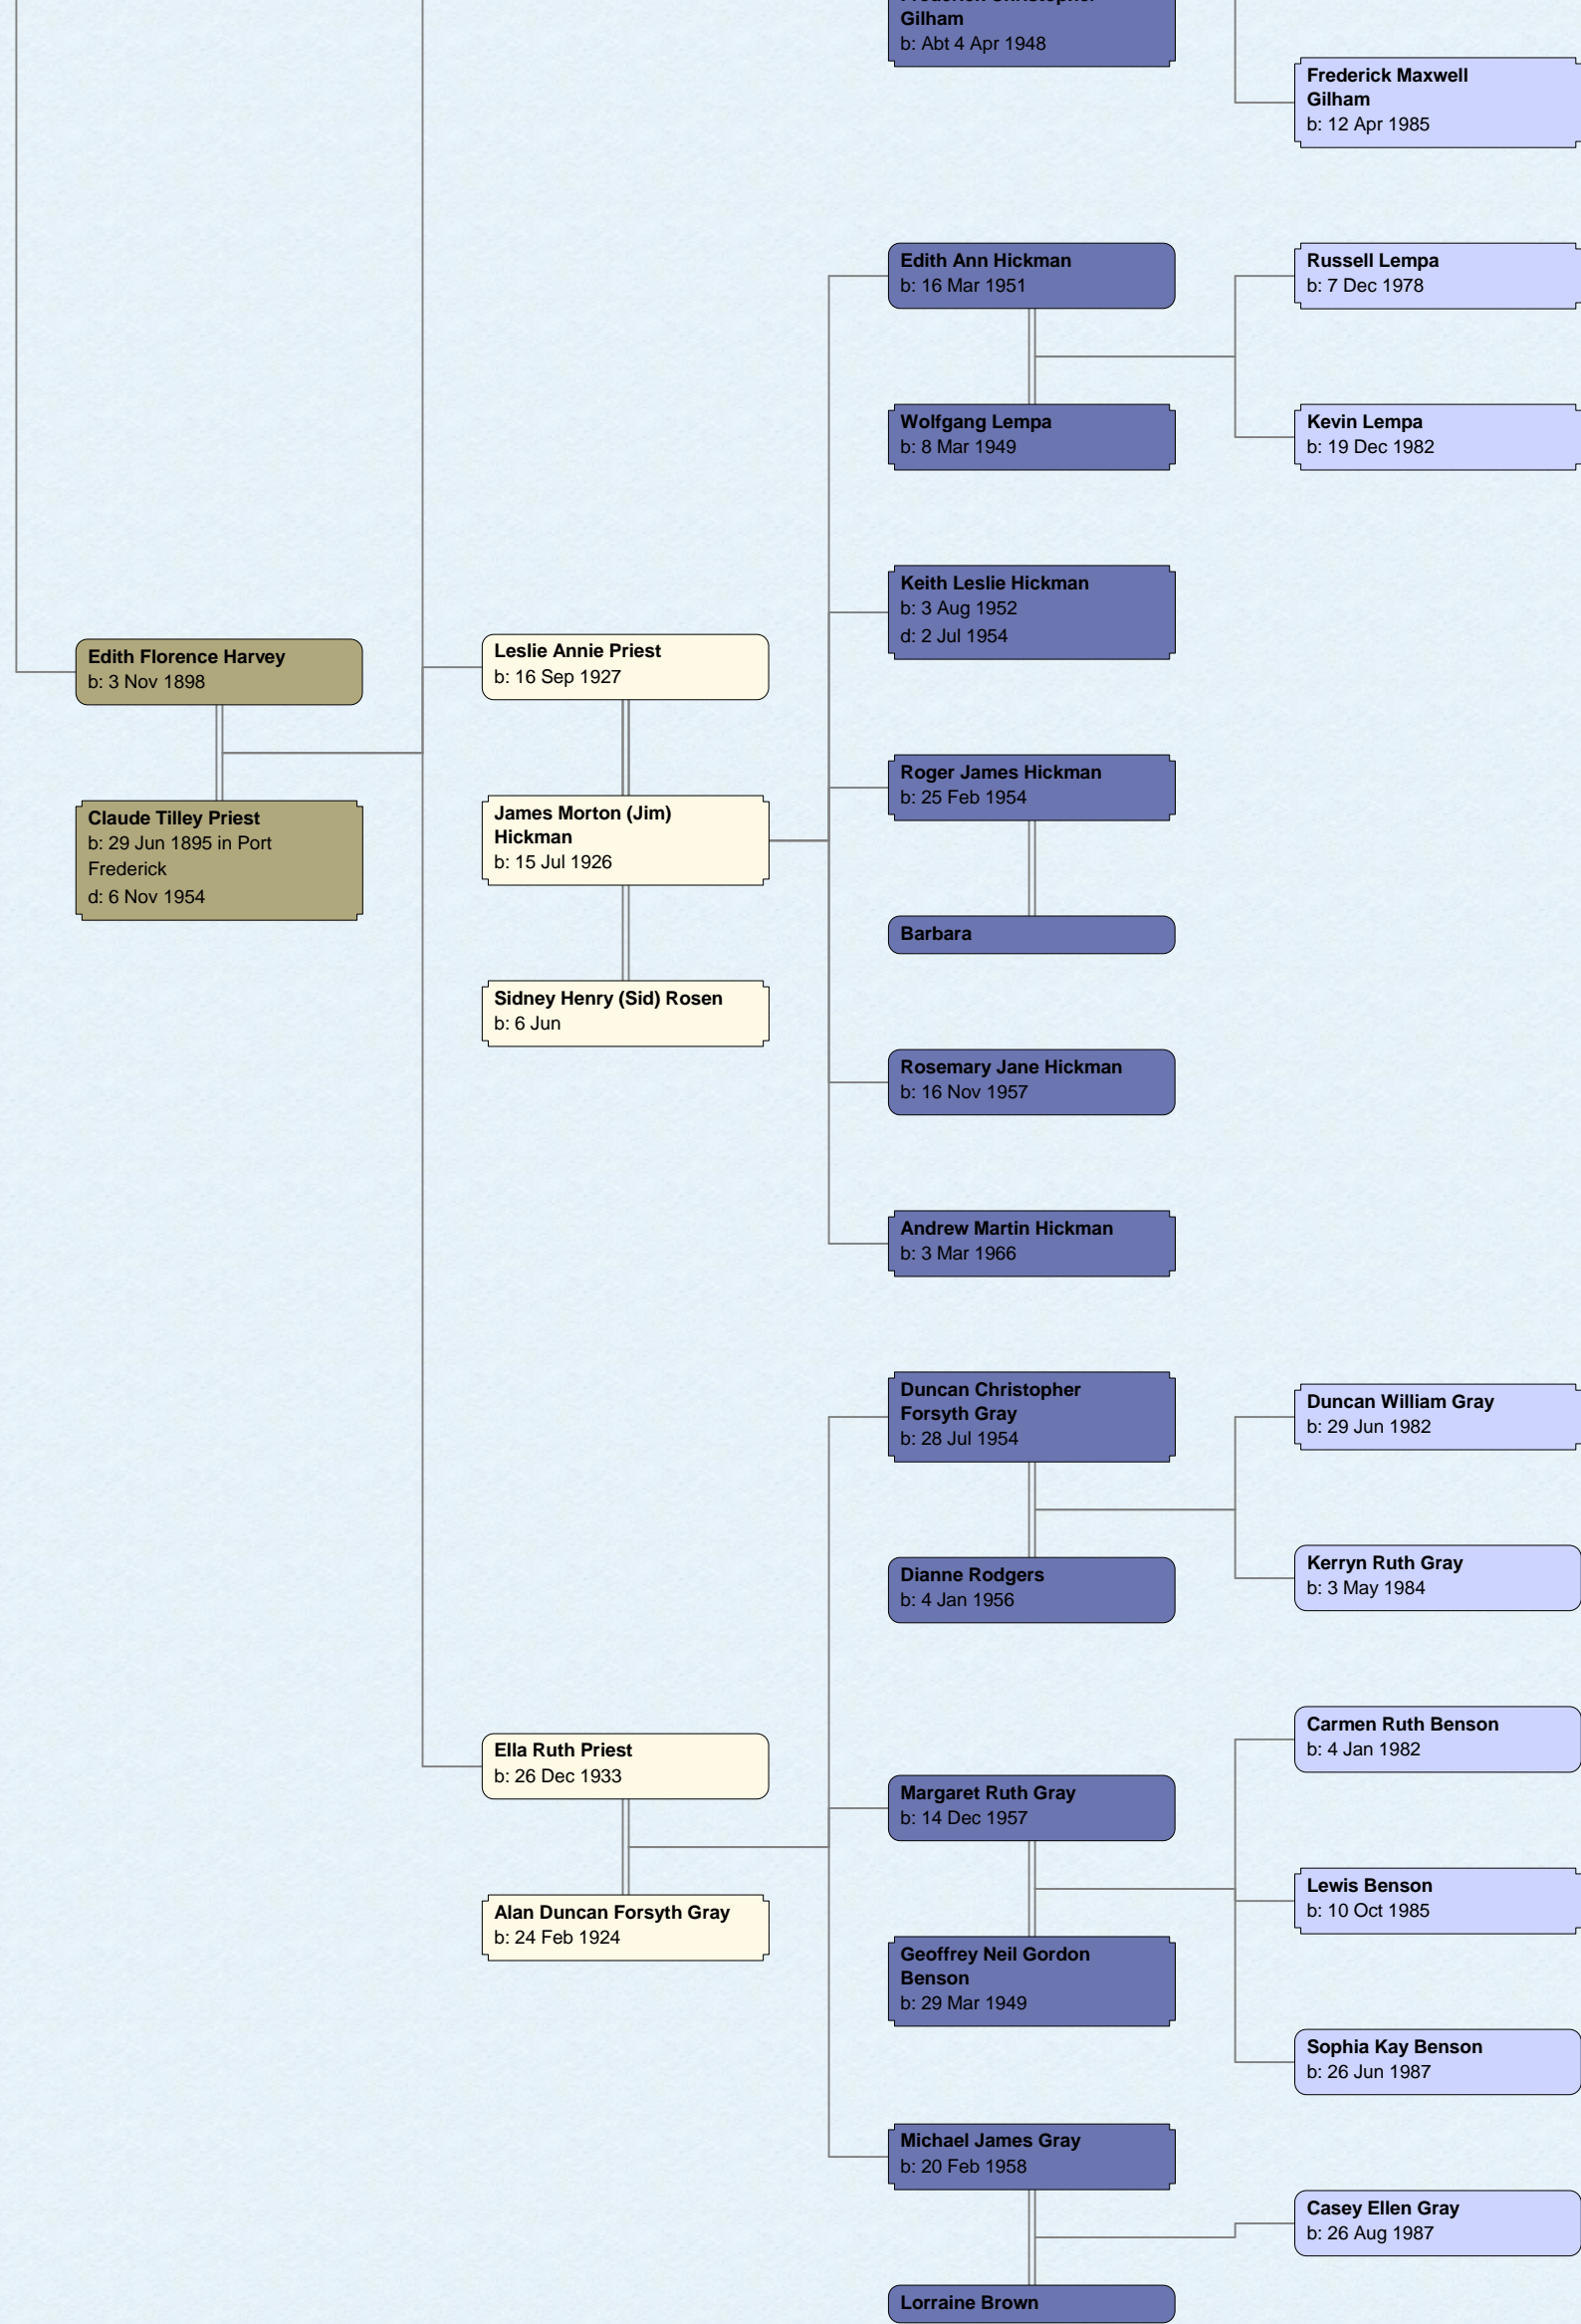 Gilham
b: Abt 4 Apr 1948
Frederick Maxwell
Gilham
b: 12 Apr 1985
Edith Ann Hickman
b: 16 Mar 1951
Russell Lempa
b: 7 Dec 1978
Wolfgang Lempa
b: 8 Mar 1949
Kevin Lempa
b: 19 Dec 1982
Keith Leslie Hickman
b: 3 Aug 1952
d: 2 Jul 1954
Edith Florence Harvey
b: 3 Nov 1898
Leslie Annie Priest
b: 16 Sep 1927
Roger James Hickman
b: 25 Feb 1954
Claude Tilley Priest
b: 29 Jun 1895 in Port
Frederick
d: 6 Nov 1954
James Morton (Jim)
Hickman
b: 15 Jul 1926
Barbara
Sidney Henry (Sid) Rosen
b: 6 Jun
Rosemary Jane Hickman
b: 16 Nov 1957
Andrew Martin Hickman
b: 3 Mar 1966
Duncan Christopher
Forsyth Gray
b: 28 Jul 1954
Duncan William Gray
b: 29 Jun 1982
Dianne Rodgers
b: 4 Jan 1956
Kerryn Ruth Gray
b: 3 May 1984
Carmen Ruth Benson
b: 4 Jan 1982
Ella Ruth Priest
b: 26 Dec 1933
Margaret Ruth Gray
b: 14 Dec 1957
Lewis Benson
b: 10 Oct 1985
Alan Duncan Forsyth Gray
b: 24 Feb 1924
Geoffrey Neil Gordon
Benson
b: 29 Mar 1949
Sophia Kay Benson
b: 26 Jun 1987
Michael James Gray
b: 20 Feb 1958
Casey Ellen Gray
b: 26 Aug 1987
Lorraine Brown